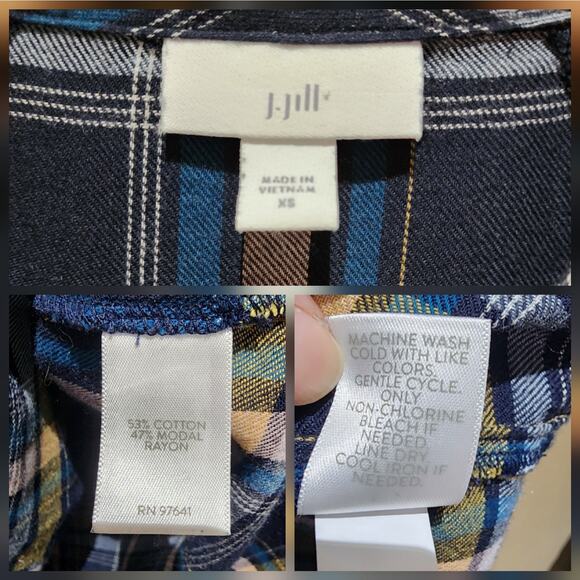 J.Jill
MADE IN
VIETNAM
XS
53% COTTON
47% MODAL
RAYON
RN 97641
MACHINE WASH
COLD WITH LIKE
COLORS.
GENTLE CYCLE.
ONLY
NON-CHLORINE
BLEACH IF
NEEDED.
LINE DRY.
COOL IRON IF
NEEDED.